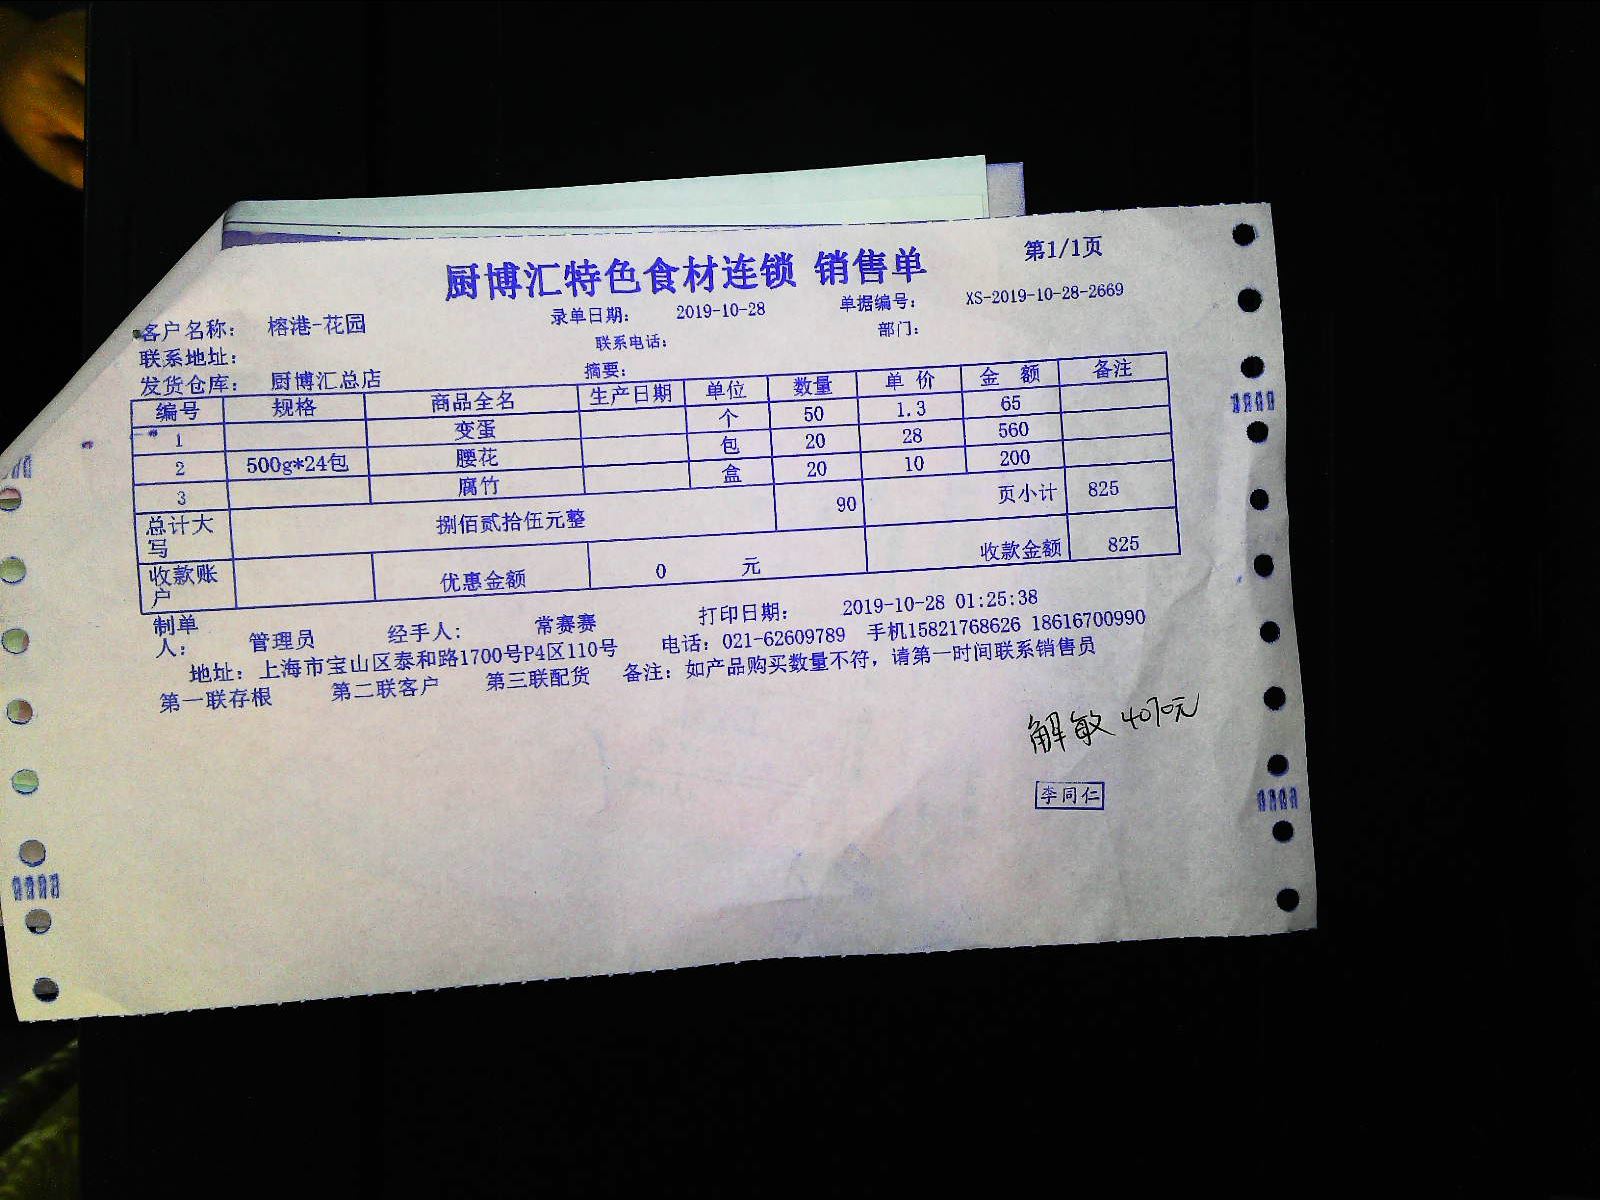 厨博汇特色食材连锁 销售单 第1/1页
客户名称: 榕港-花园 录单日期: 2019-10-28 单据编号: XS-2019-10-28-2669
联系地址: 联系电话: 部门:
发货仓库: 厨博汇总店 摘要:
编号 规格 商品全名 生产日期 单位 数量 单价 金额 备注
1 变蛋 个 50 1.3 65
2 500g*24包 腰花 包 20 28 560
3 腐竹 盒 20 10 200
总计大写 捌佰贰拾伍元整 90 页小计 825
收款账户 优惠金额 0 元 收款金额 825
制单人: 管理员 经手人: 常赛赛 打印日期: 2019-10-28 01:25:38
地址: 上海市宝山区泰和路1700号P4区110号 电话: 021-62609789 手机15821768626 18616700990
第一联存根 第二联客户 第三联配货 备注: 如产品购买数量不符, 请第一时间联系销售员
解敏 4070元
李同仁